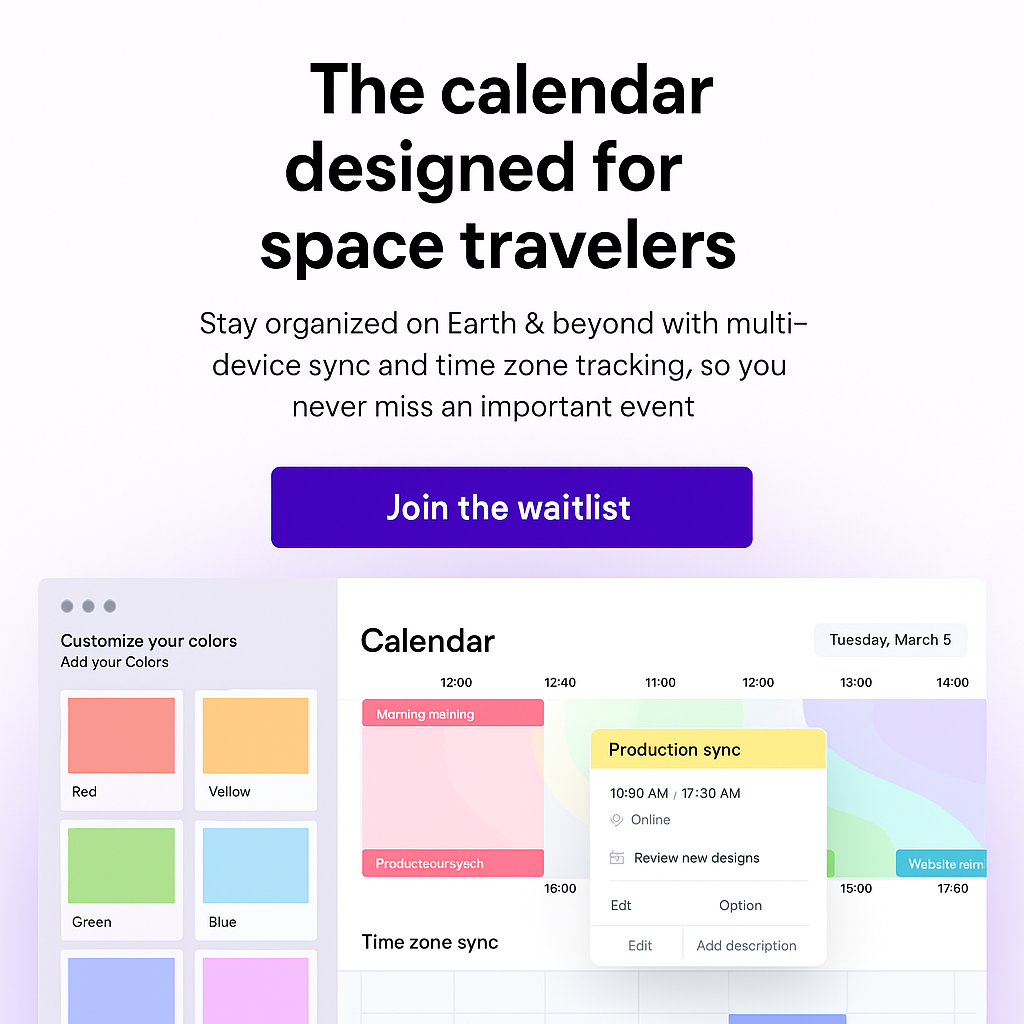 The calendar
designed for
space travelers
Stay organized on Earth & beyond with multi–
device sync and time zone tracking, so you
never miss an important event
Join the waitlist
Customize your colors
Add your Colors
Red
Vellow
Green
Blue
Calendar
Tuesday, March 5
12:00 12:40 11:00 12:00 13:00 14:00
Marning maining
Production sync
10:90 AM / 17:30 AM
Online
Review new designs
Producteoursysch
Website reim
16:00 15:00 17:60
Edt Option
Edit Add description
Time zone sync